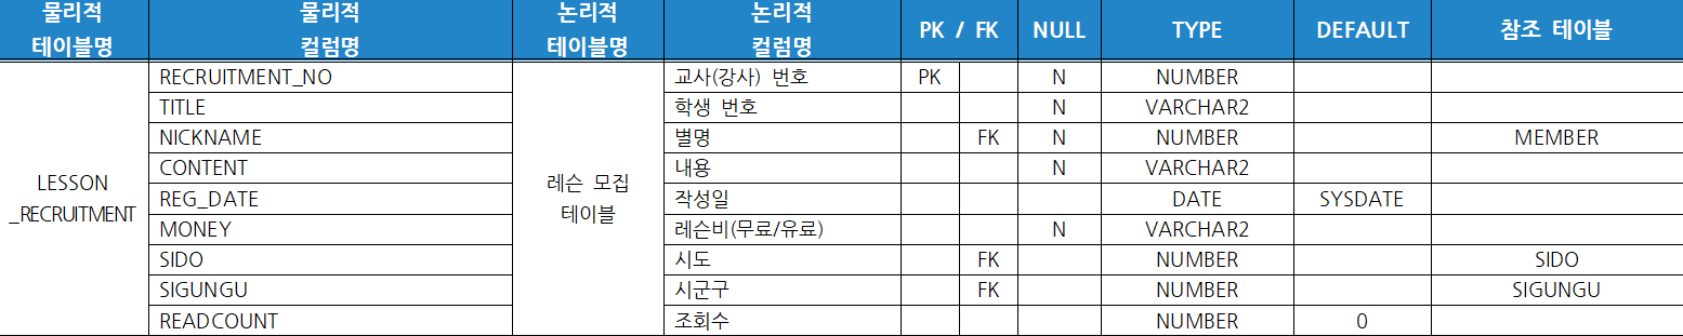 물리적 테이블명 물리적 컬럼명 논리적 테이블명 논리적 컬럼명 PK / FK NULL TYPE DEFAULT 참조 테이블
LESSON _RECRUITMENT 레슨 모집 테이블
RECRUITMENT_NO 교사(강사) 번호 PK N NUMBER
TITLE 학생 번호 N VARCHAR2
NICKNAME 별명 FK N NUMBER MEMBER
CONTENT 내용 N VARCHAR2
REG_DATE 작성일 DATE SYSDATE
MONEY 레슨비(무료/유료) N VARCHAR2
SIDO 시도 FK NUMBER SIDO
SIGUNGU 시군구 FK NUMBER SIGUNGU
READCOUNT 조회수 NUMBER 0